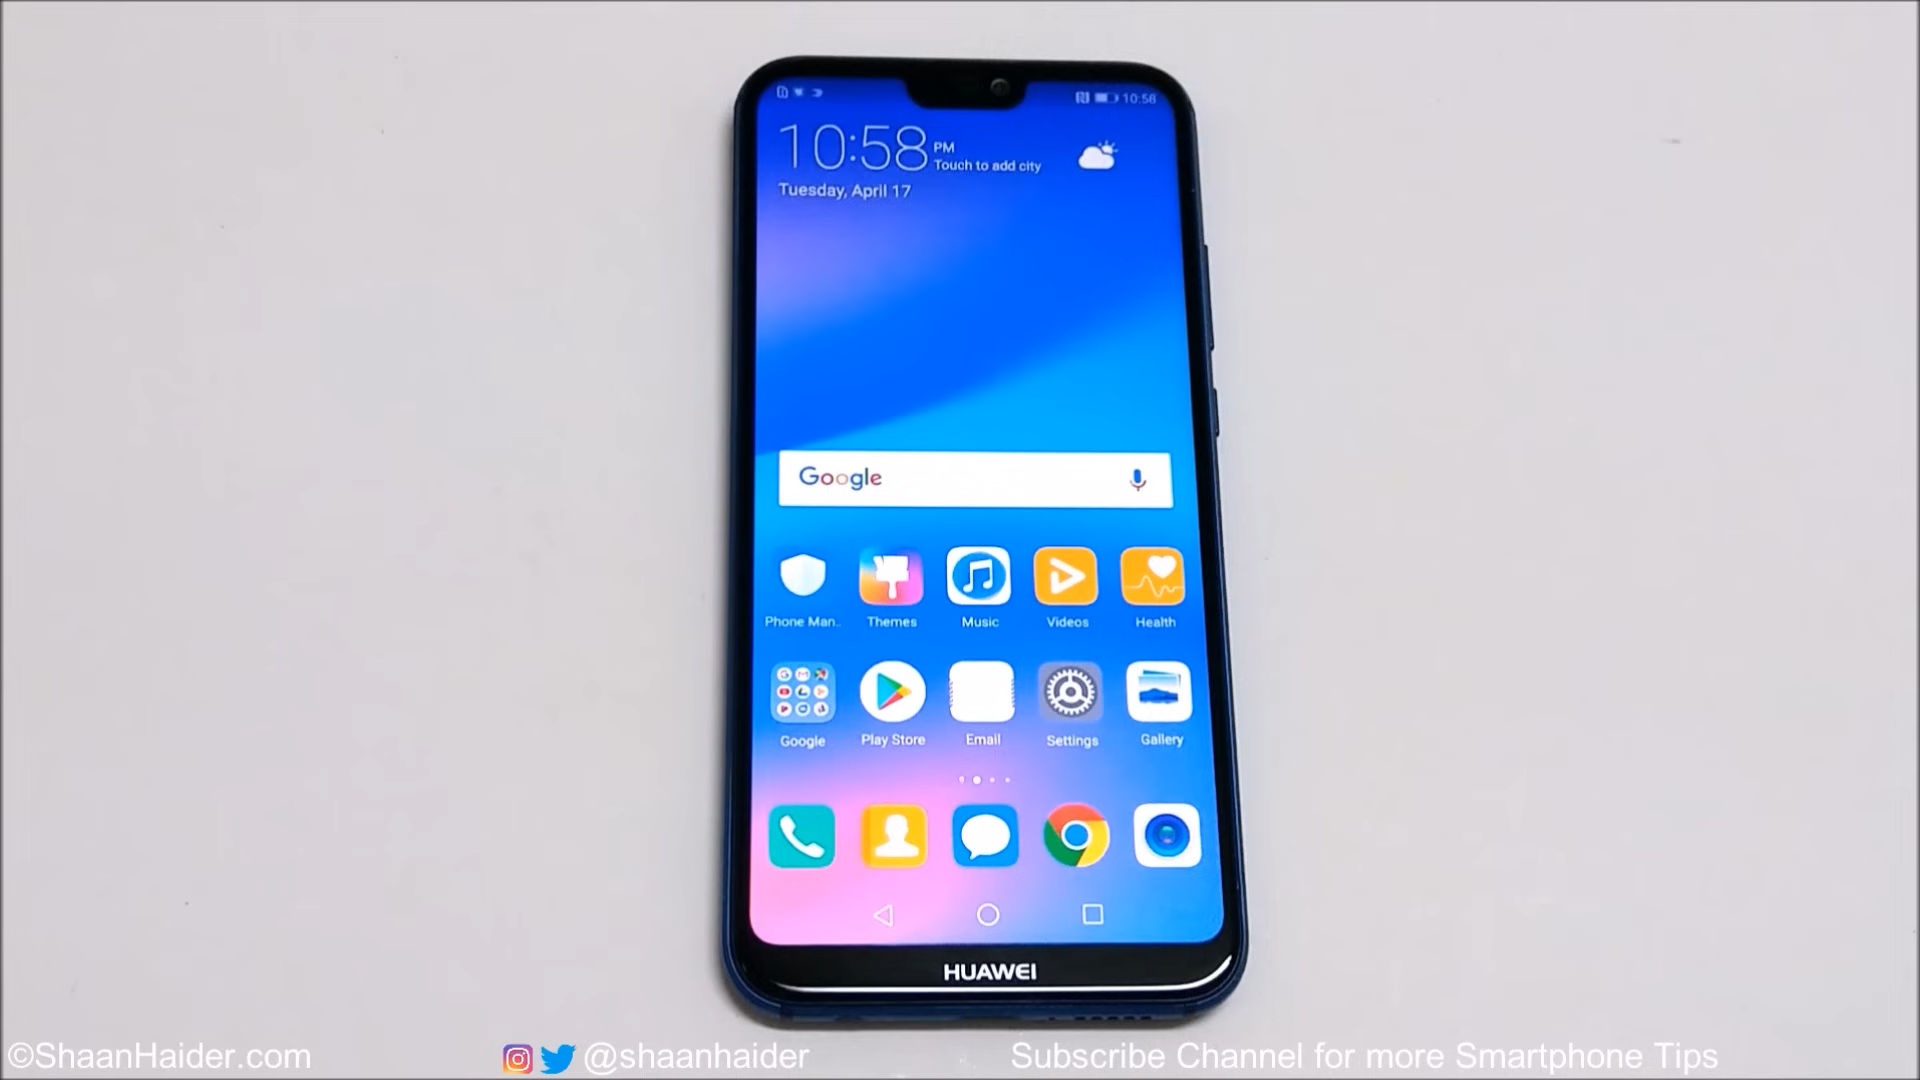 10:58
10:58 PM
Touch to add city
Tuesday, April 17
Google
Phone Man..
Themes
Music
Videos
Health
Google
Play Store
Email
Settings
Gallery
HUAWEI
©ShaanHaider.com
@shaanhaider
Subscribe Channel for more Smartphone Tips